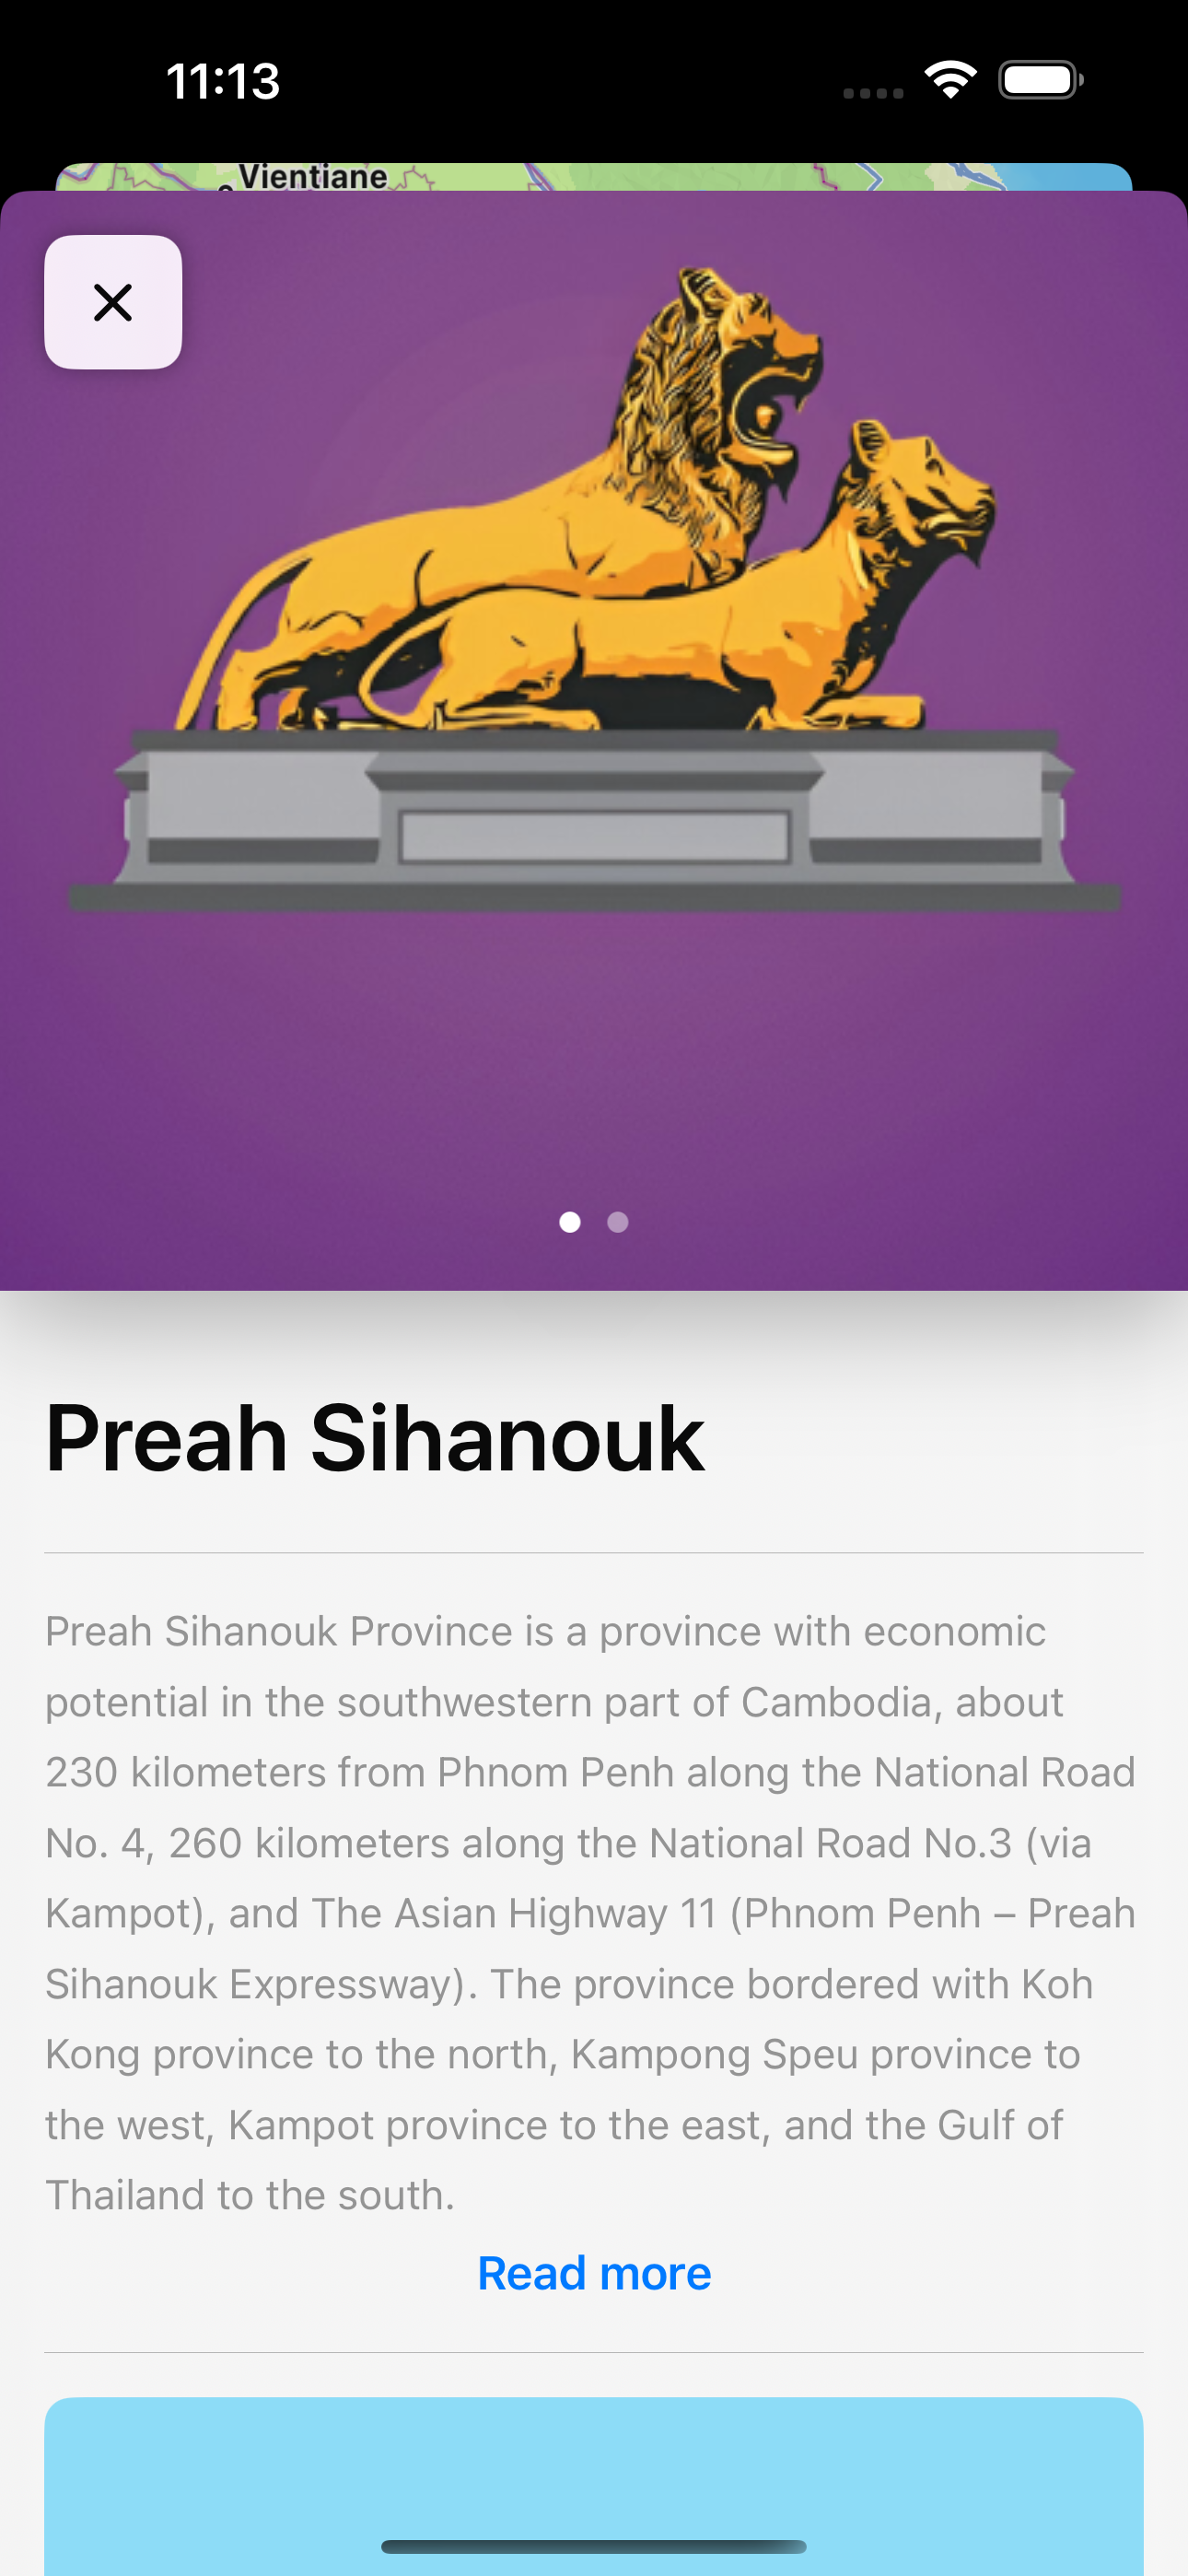 11:13
Vientiane
Preah Sihanouk
Preah Sihanouk Province is a province with economic
potential in the southwestern part of Cambodia, about
230 kilometers from Phnom Penh along the National Road
No. 4, 260 kilometers along the National Road No.3 (via
Kampot), and The Asian Highway 11 (Phnom Penh – Preah
Sihanouk Expressway). The province bordered with Koh
Kong province to the north, Kampong Speu province to
the west, Kampot province to the east, and the Gulf of
Thailand to the south.
Read more